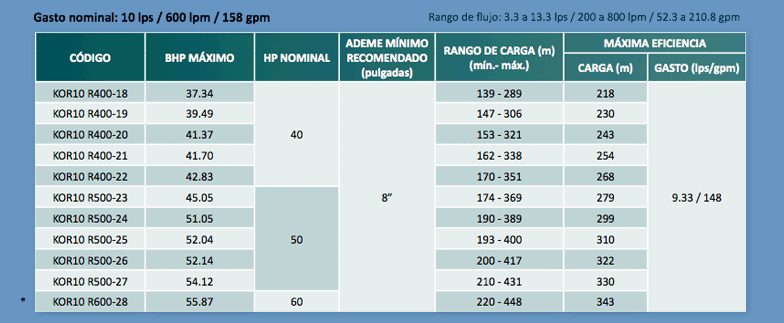 Gasto nominal: 10 lps / 600 lpm / 158 gpm
Rango de flujo: 3.3 a 13.3 lps / 200 a 800 lpm / 52.3 a 210.8 gpm
CÓDIGO BHP MÁXIMO HP NOMINAL ADEME MÍNIMO RECOMENDADO (pulgadas) RANGO DE CARGA (m) (mín.- máx.) MÁXIMA EFICIENCIA
CARGA (m) GASTO (lps/gpm)
KOR10 R400-18 37.34 139 - 289 218
KOR10 R400-19 39.49 147 - 306 230
KOR10 R400-20 41.37 40 153 - 321 243
KOR10 R400-21 41.70 162 - 338 254
KOR10 R400-22 42.83 170 - 351 268
KOR10 R500-23 45.05 8” 174 - 369 279 9.33 / 148
KOR10 R500-24 51.05 190 - 389 299
KOR10 R500-25 52.04 50 193 - 400 310
KOR10 R500-26 52.14 200 - 417 322
KOR10 R500-27 54.12 210 - 431 330
* KOR10 R600-28 55.87 60 220 - 448 343